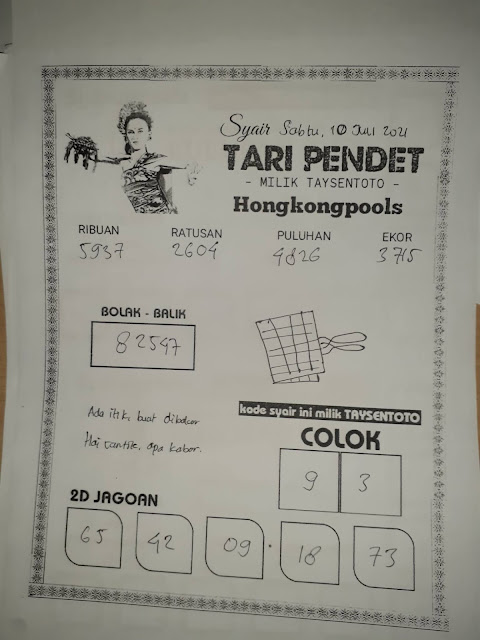 Syair Sabtu, 10 Juli 2021
TARI PENDET
- MILIK TAYSENTOTO -
Hongkongpools
RIBUAN RATUSAN PULUHAN EKOR
5937 2604 4826 3715
BOLAK - BALIK
82547
Ada itik, buat dibakar
Hai cantik, apa kabar.
kode syair ini milik TAYSENTOTO
COLOK
9 3
2D JAGOAN
65 42 09 18 73